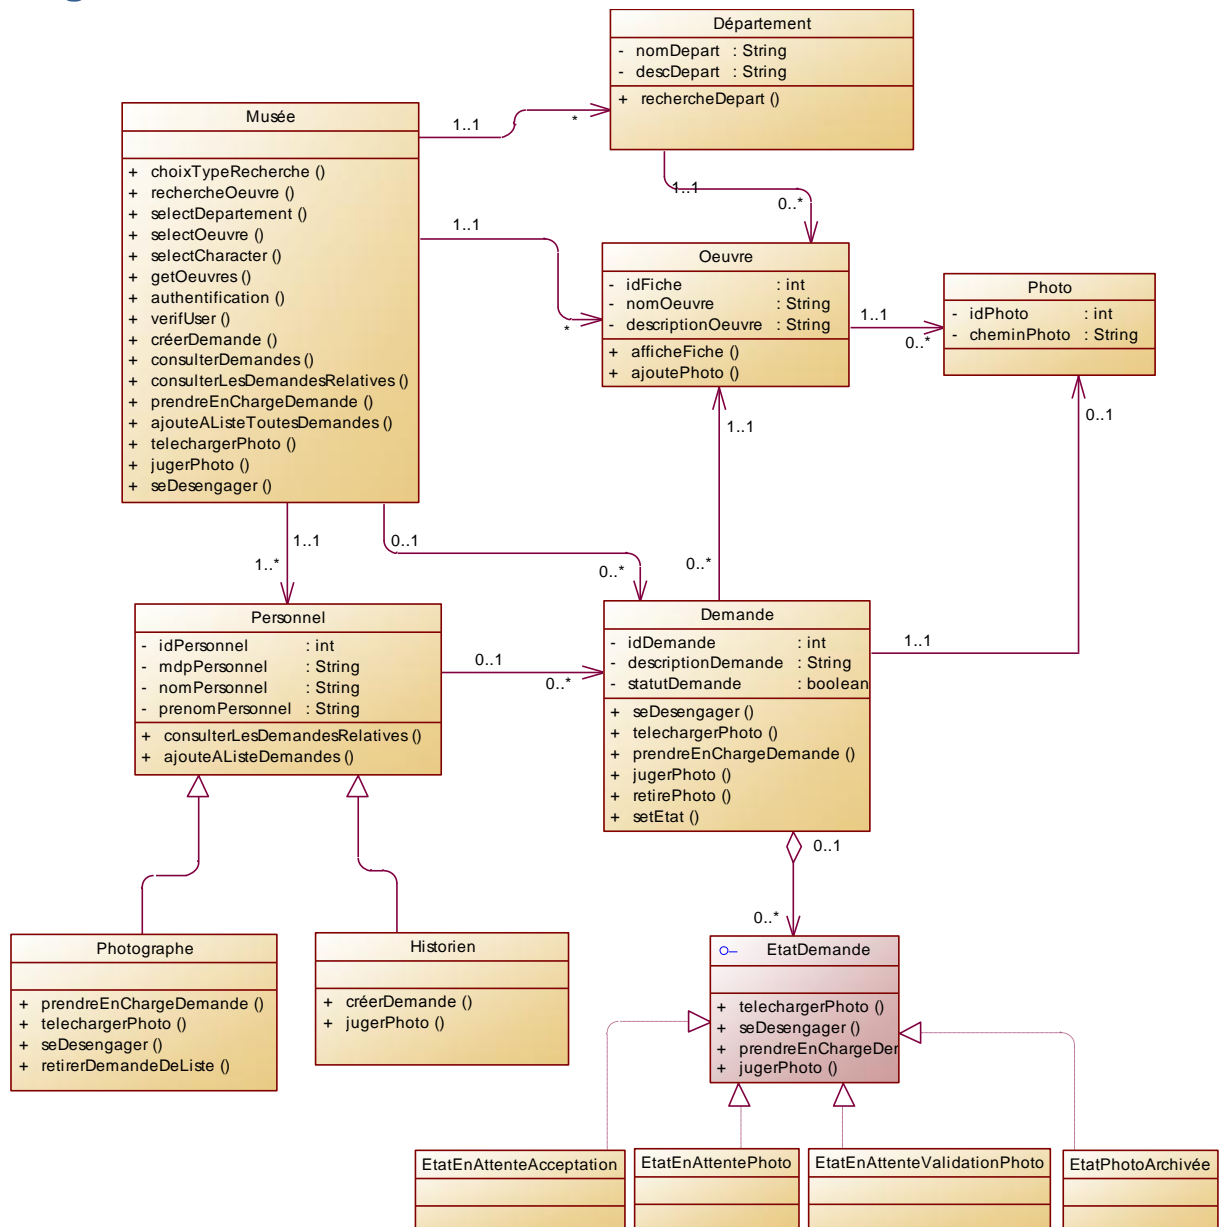 Département
- nomDepart : String
- descDepart : String
+ rechercheDepart ()
Musée
+ choixTypeRecherche ()
+ rechercheOeuvre ()
+ selectDepartement ()
+ selectOeuvre ()
+ selectCharacter ()
+ getOeuvres ()
+ authentification ()
+ verifUser ()
+ créerDemande ()
+ consulterDemandes ()
+ consulterLesDemandesRelatives ()
+ prendreEnChargeDemande ()
+ ajouteAListeToutesDemandes ()
+ telechargerPhoto ()
+ jugerPhoto ()
+ seDesengager ()
1..1
*
1..1
0..*
1..1
*
Oeuvre
- idFiche : int
- nomOeuvre : String
- descriptionOeuvre : String
+ afficheFiche ()
+ ajoutePhoto ()
1..1
0..*
Photo
- idPhoto : int
- cheminPhoto : String
0..1
1..1
1..1
1..*
0..1
0..*
0..*
Personnel
- idPersonnel : int
- mdpPersonnel : String
- nomPersonnel : String
- prenomPersonnel : String
+ consulterLesDemandesRelatives ()
+ ajouteAListeDemandes ()
0..1
0..*
Demande
- idDemande : int
- descriptionDemande : String
- statutDemande : boolean
+ seDesengager ()
+ telechargerPhoto ()
+ prendreEnChargeDemande ()
+ jugerPhoto ()
+ retirePhoto ()
+ setEtat ()
1..1
0..1
0..*
Photographe
+ prendreEnChargeDemande ()
+ telechargerPhoto ()
+ seDesengager ()
+ retirerDemandeDeListe ()
Historien
+ créerDemande ()
+ jugerPhoto ()
EtatDemande
+ telechargerPhoto ()
+ seDesengager ()
+ prendreEnChargeDer
+ jugerPhoto ()
EtatEnAttenteAcceptation
EtatEnAttentePhoto
EtatEnAttenteValidationPhoto
EtatPhotoArchivée